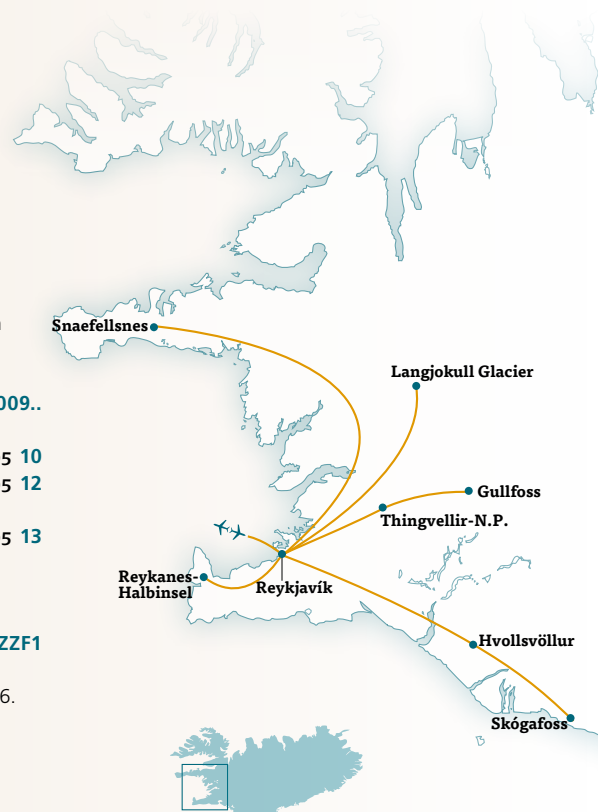 Snaefellsnes
009..
Langjokull Glacier
5 10
5 12
Gullfoss
Thingvellir-N.P.
5 13
Reykanes-
Halbinsel
Reykjavík
ZZF1
Hvollsvöllur
6.
Skógafoss